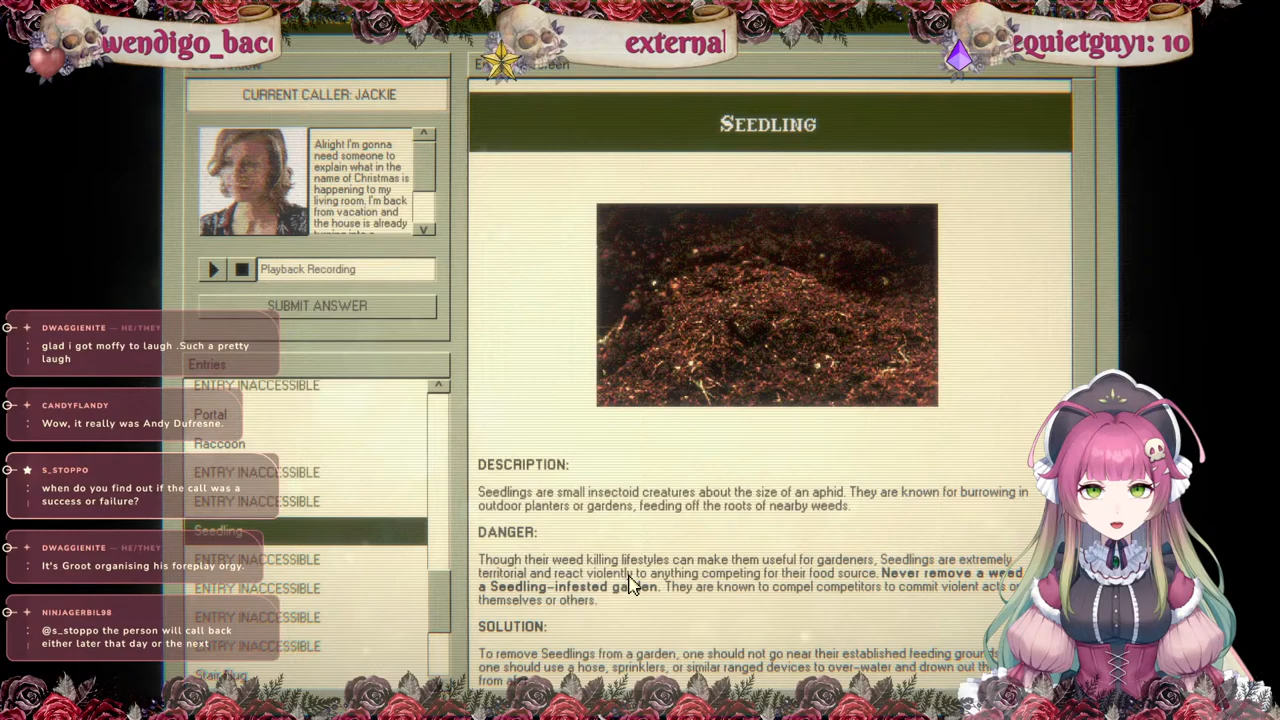 wendigo_bacc
external
equietguy1: 10
CURRENT CALLER: JACKIE
Alright I'm gonna
need someone to
explain what in the
name of Christmas is
happening to my
living room. I'm back
from vacation and
the house is already
Playback Recording
SUBMIT ANSWER
Entries
ENTRY INACCESSIBLE
Portal
Raccoon
ENTRY INACCESSIBLE
ENTRY INACCESSIBLE
Seedling
ENTRY INACCESSIBLE
ENTRY INACCESSIBLE
ENTRY INACCESSIBLE
ENTRY INACCESSIBLE
SEEDLING
DESCRIPTION:
Seedlings are small insectoid creatures about the size of an aphid. They are known for burrowing in
outdoor planters or gardens, feeding off the roots of nearby weeds.
DANGER:
Though their weed killing lifestyles can make them useful for gardeners, Seedlings are extremely
territorial and react violently to anything competing for their food source. Never remove a weed
a Seedling-infested garden. They are known to compel competitors to commit violent acts on
themselves or others.
SOLUTION:
To remove Seedlings from a garden, one should not go near their established feeding grounds
one should use a hose, sprinklers, or similar ranged devices to over-water and drown out
from
DWAGGIENITE — HE/THEY
glad i got moffy to laugh .Such a pretty
laugh
CANDYFLANDY
Wow, it really was Andy Dufresne.
S_STOPPO
when do you find out if the call was a
success or failure?
DWAGGIENITE — HE/THEY
It's Groot organising his foreplay orgy.
NINJAGERBIL98
@s_stoppo the person will call back
either later that day or the next